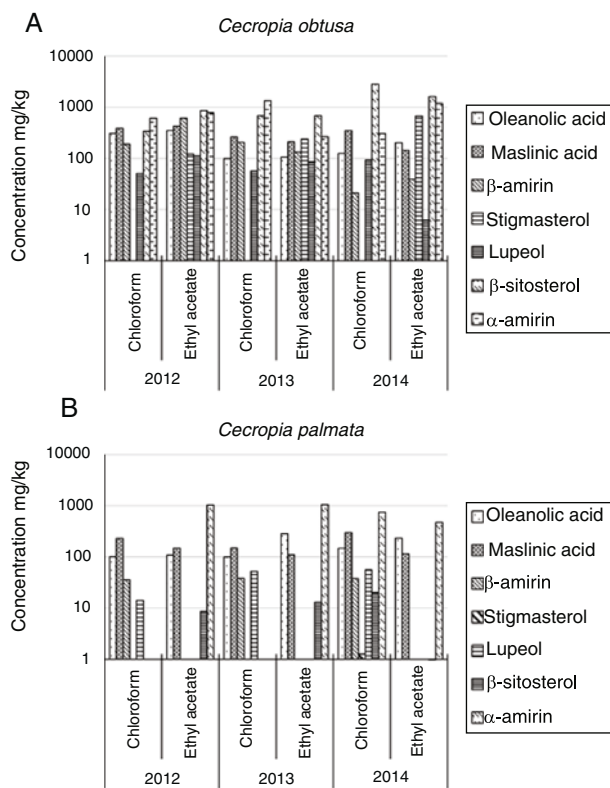 A
Cecropia obtusa
Concentration mg/kg
10000
1000
100
10
1
Chloroform
Ethyl acetate
Chloroform
Ethyl acetate
Chloroform
Ethyl acetate
2012
2013
2014
Oleanolic acid
Maslinic acid
β-amirin
Stigmasterol
Lupeol
β-sitosterol
α-amirin
B
Cecropia palmata
Concentration mg/kg
10000
1000
100
10
1
Chloroform
Ethyl acetate
Chloroform
Ethyl acetate
Chloroform
Ethyl acetate
2012
2013
2014
Oleanolic acid
Maslinic acid
β-amirin
Stigmasterol
Lupeol
β-sitosterol
α-amirin